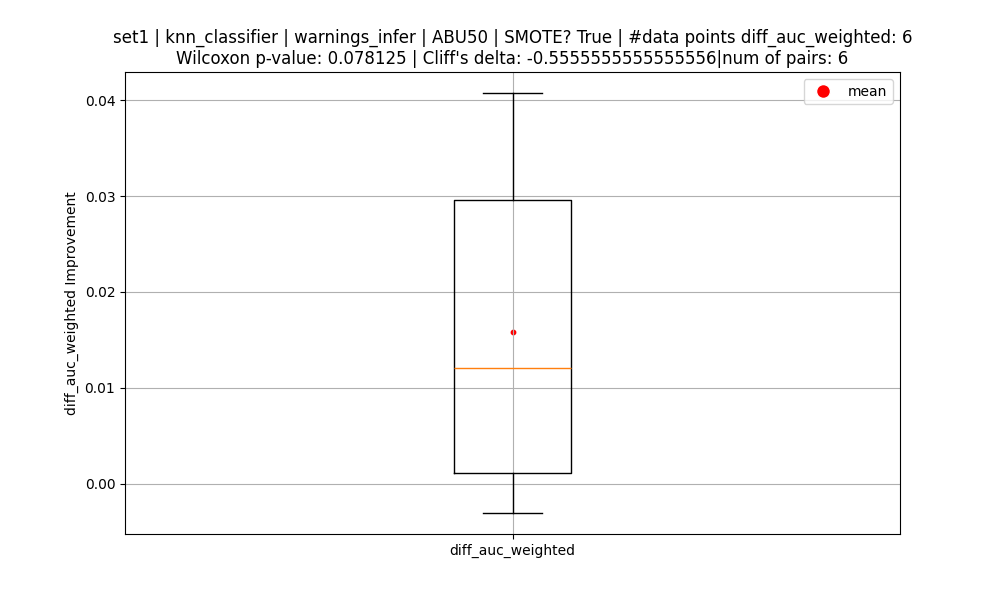 set1 | knn_classifier | warnings_infer | ABU50 | SMOTE? True | #data points diff_auc_weighted: 6
Wilcoxon p-value: 0.078125 | Cliff's delta: -0.5555555555555556|num of pairs: 6
mean
0.04
0.03
0.02
0.01
0.00
diff_auc_weighted Improvement
diff_auc_weighted